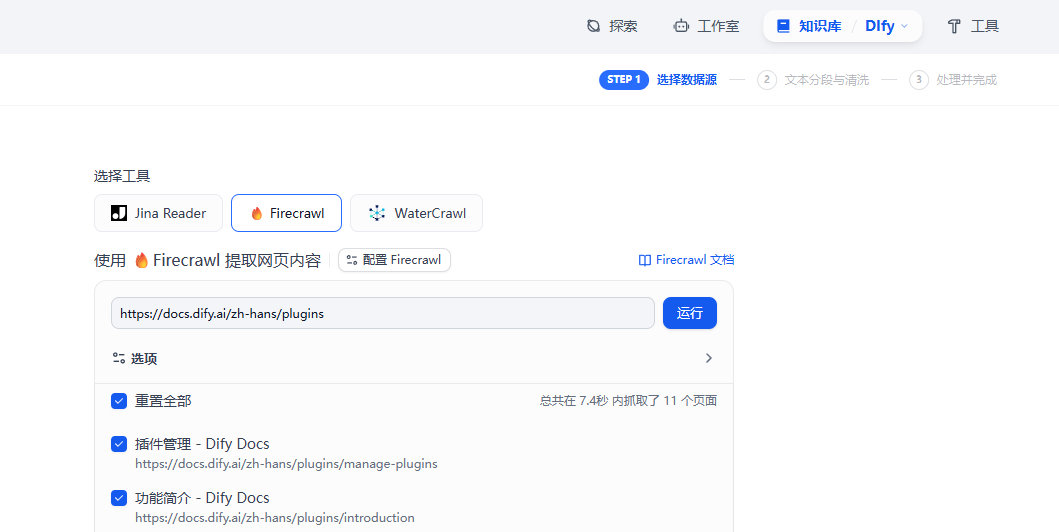 探索 工作室 知识库 / DIfy 工具
STEP 1 选择数据源 2 文本分段与清洗 3 处理并完成
选择工具
Jina Reader Firecrawl WaterCrawl
使用 Firecrawl 提取网页内容 配置 Firecrawl Firecrawl 文档
https://docs.dify.ai/zh-hans/plugins 运行
选项
重置全部 总共在 7.4秒 内抓取了 11 个页面
插件管理 - Dify Docs
https://docs.dify.ai/zh-hans/plugins/manage-plugins
功能简介 - Dify Docs
https://docs.dify.ai/zh-hans/plugins/introduction